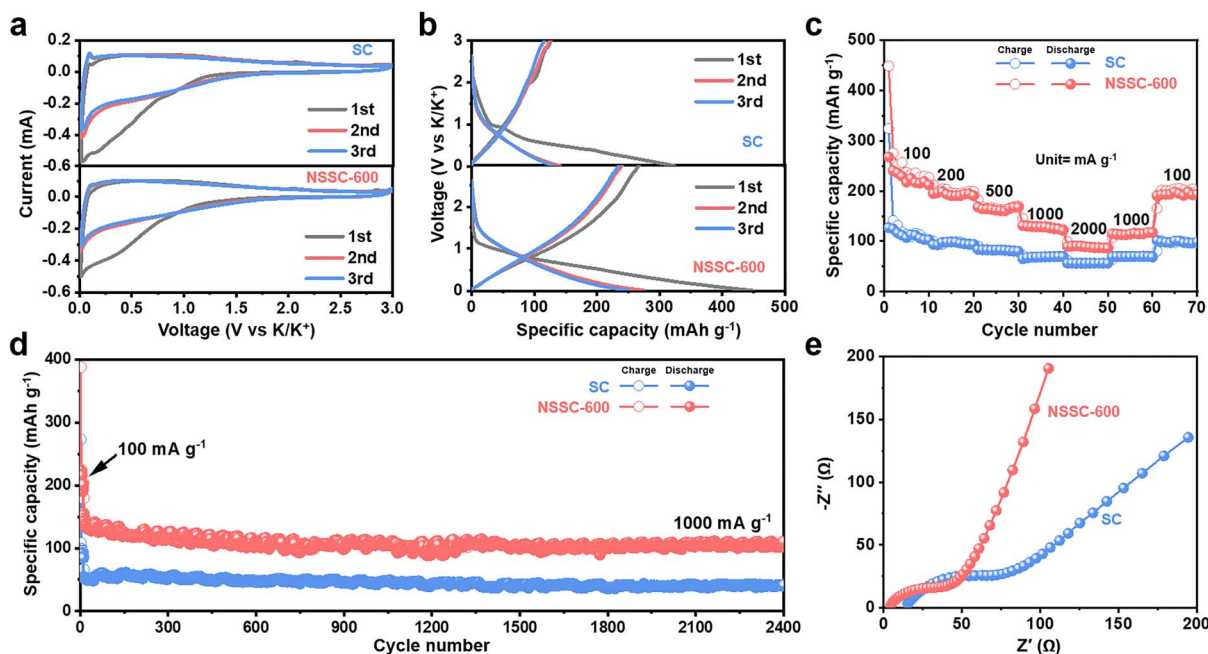 a
0.2
0.0
-0.2
-0.4
-0.6
SC
1st
2nd
3rd
0.0
-0.2
-0.4
-0.6
NSSC-600
1st
2nd
3rd
0.0 0.5 1.0 1.5 2.0 2.5 3.0
Current (mA)
Voltage (V vs K/K⁺)
b
3
2
1
0
1st
2nd
3rd
SC
2
1
0
1st
2nd
3rd
NSSC-600
0 100 200 300 400 500
Voltage (V vs K/K⁺)
Specific capacity (mAh g⁻¹)
c
500
400
300
200
100
0
Charge Discharge
SC
NSSC-600
Unit= mA g⁻¹
100
200
500
1000
2000
1000
100
0 10 20 30 40 50 60 70
Specific capacity (mAh g⁻¹)
Cycle number
d
400
300
200
100
0
Charge Discharge
SC
NSSC-600
100 mA g⁻¹
1000 mA g⁻¹
0 300 600 900 1200 1500 1800 2100 2400
Specific capacity (mAh g⁻¹)
Cycle number
e
200
150
100
50
0
NSSC-600
SC
0 50 100 150 200
-Z′′ (Ω)
Z′ (Ω)